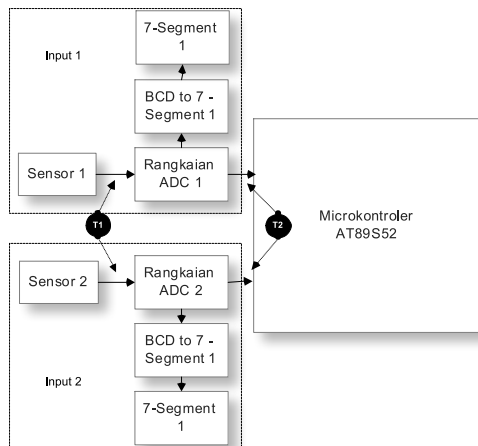 7-Segment
1
Input 1
BCD to 7 -
Segment 1
Sensor 1
Rangkaian
ADC 1
T1
T2
Microkontroler
AT89S52
Sensor 2
Rangkaian
ADC 2
BCD to 7 -
Segment 1
Input 2
7-Segment
1